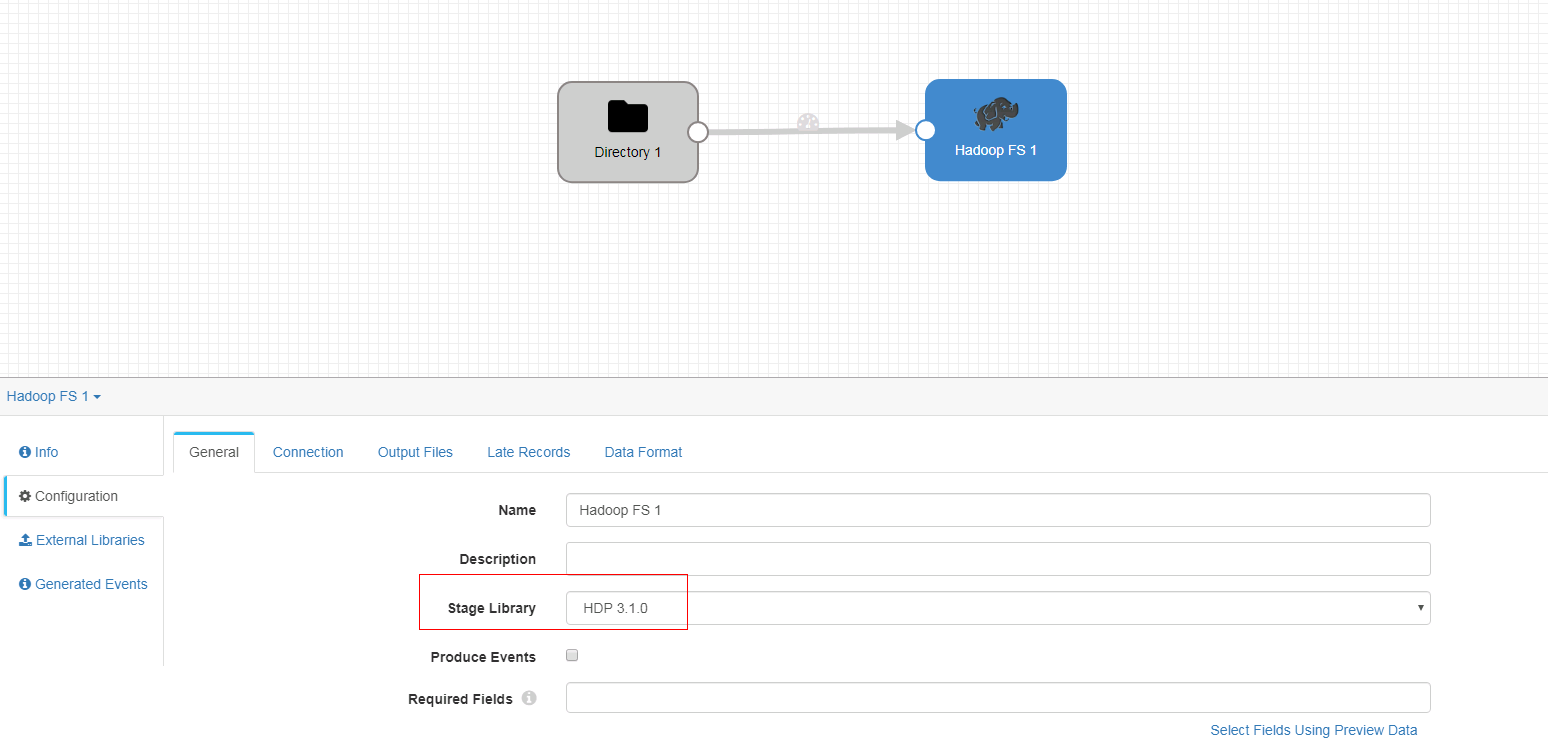 Directory 1
Hadoop FS 1
Hadoop FS 1
Info
Configuration
External Libraries
Generated Events
General Connection Output Files Late Records Data Format
Name Hadoop FS 1
Description
Stage Library HDP 3.1.0
Produce Events
Required Fields
Select Fields Using Preview Data